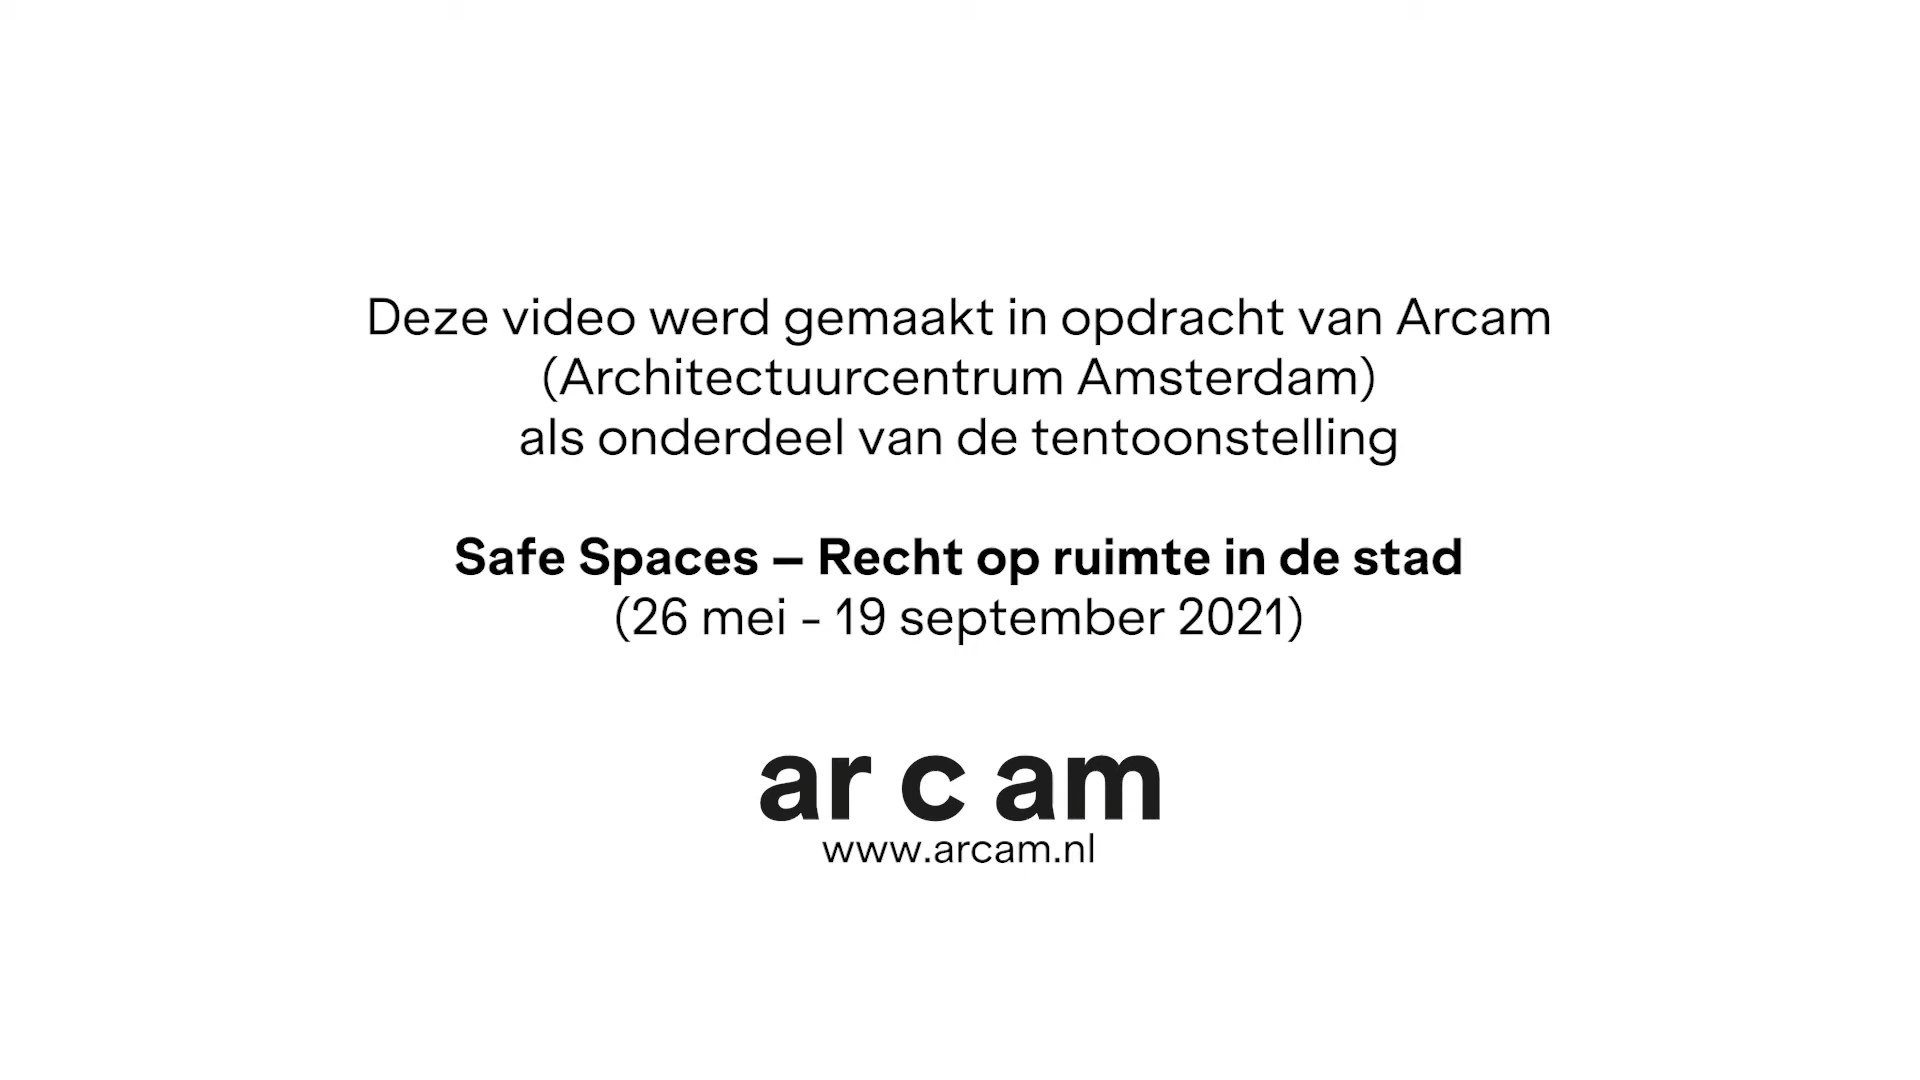 Deze video werd gemaakt in opdracht van Arcam
(Architectuurcentrum Amsterdam)
als onderdeel van de tentoonstelling
Safe Spaces – Recht op ruimte in de stad
(26 mei - 19 september 2021)
ar c am
www.arcam.nl